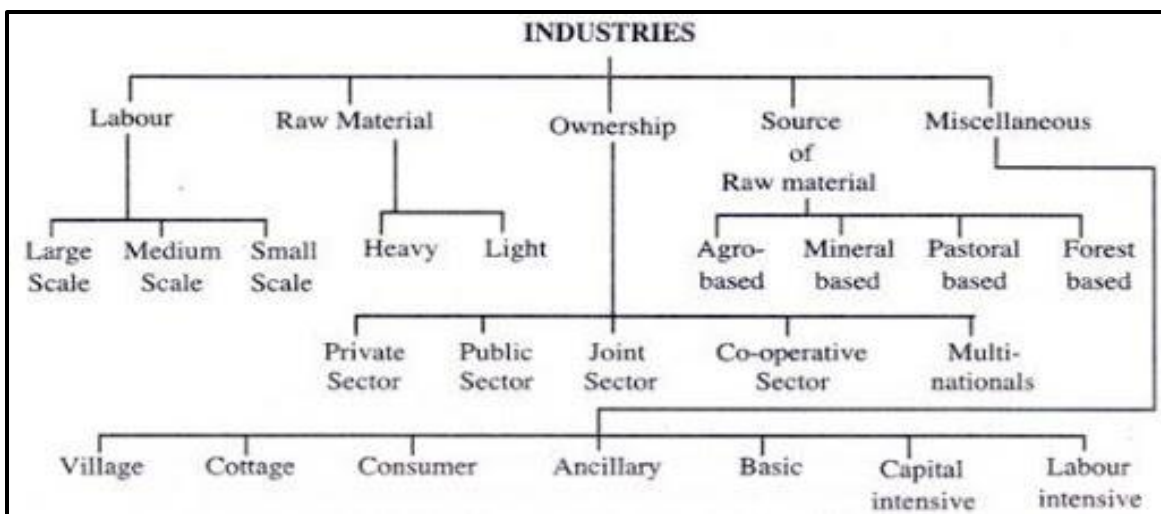 INDUSTRIES
Labour
Raw Material
Ownership
Source
of
Raw material
Miscellaneous
Large
Scale
Medium
Scale
Small
Scale
Heavy
Light
Agro-
based
Mineral
based
Pastoral
based
Forest
based
Private
Sector
Public
Sector
Joint
Sector
Co-operative
Sector
Multi-
nationals
Village
Cottage
Consumer
Ancillary
Basic
Capital
intensive
Labour
intensive